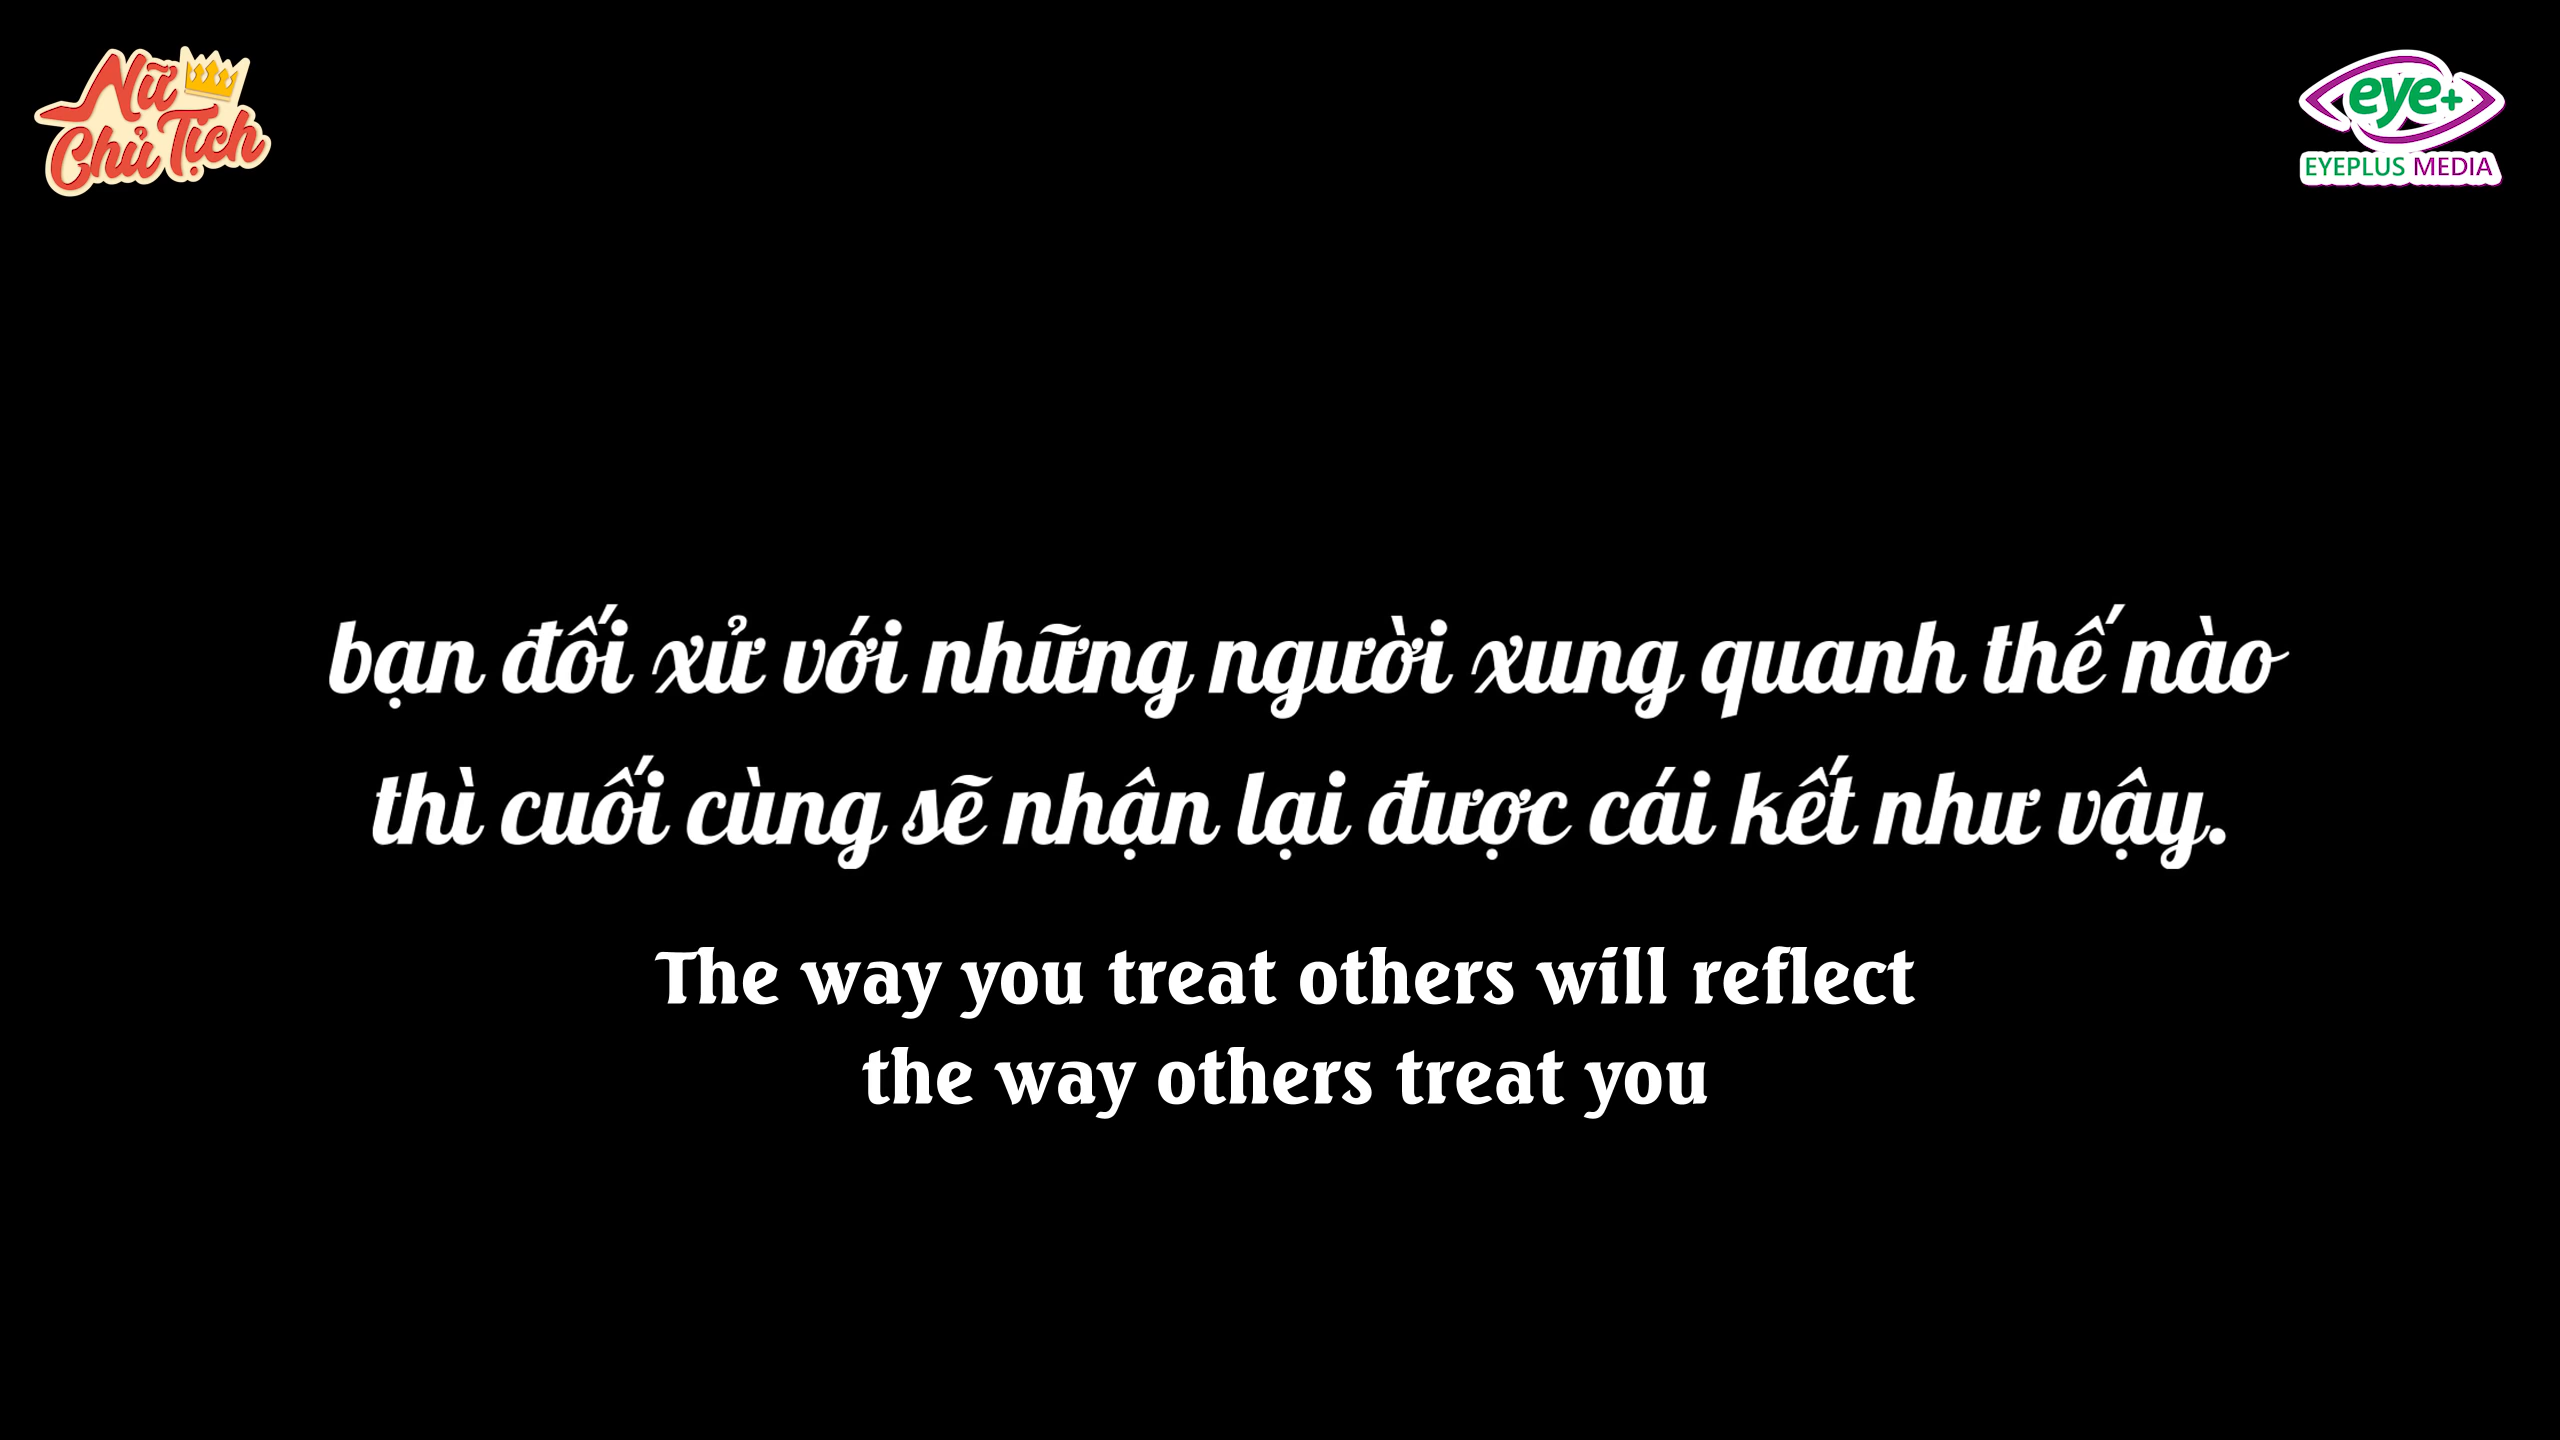 Nữ
Chủ Tịch
eye+
EYEPLUS MEDIA
bạn đối xử với những người xung quanh thế nào
thì cuối cùng sẽ nhận lại được cái kết như vậy.
The way you treat others will reflect
the way others treat you